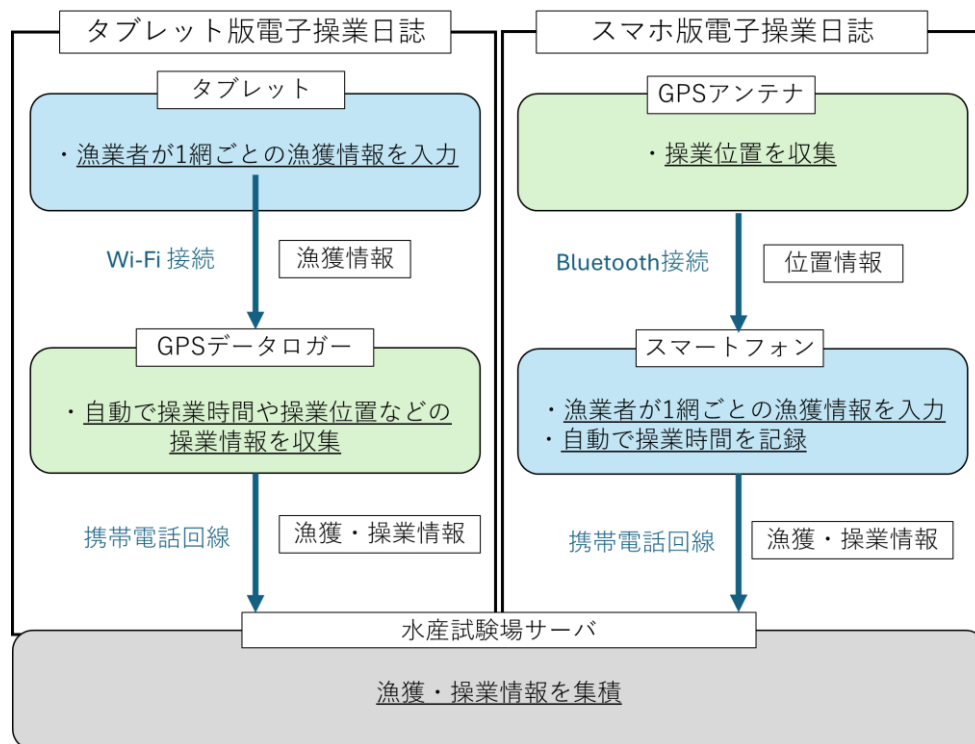 タブレット版電子操業日誌
タブレット
・漁業者が1網ごとの漁獲情報を入力
Wi-Fi 接続
漁獲情報
GPSデータロガー
・自動で操業時間や操業位置などの
操業情報を収集
携帯電話回線
漁獲・操業情報
スマホ版電子操業日誌
GPSアンテナ
・操業位置を収集
Bluetooth接続
位置情報
スマートフォン
・漁業者が1網ごとの漁獲情報を入力
・自動で操業時間を記録
携帯電話回線
漁獲・操業情報
水産試験場サーバ
漁獲・操業情報を集積